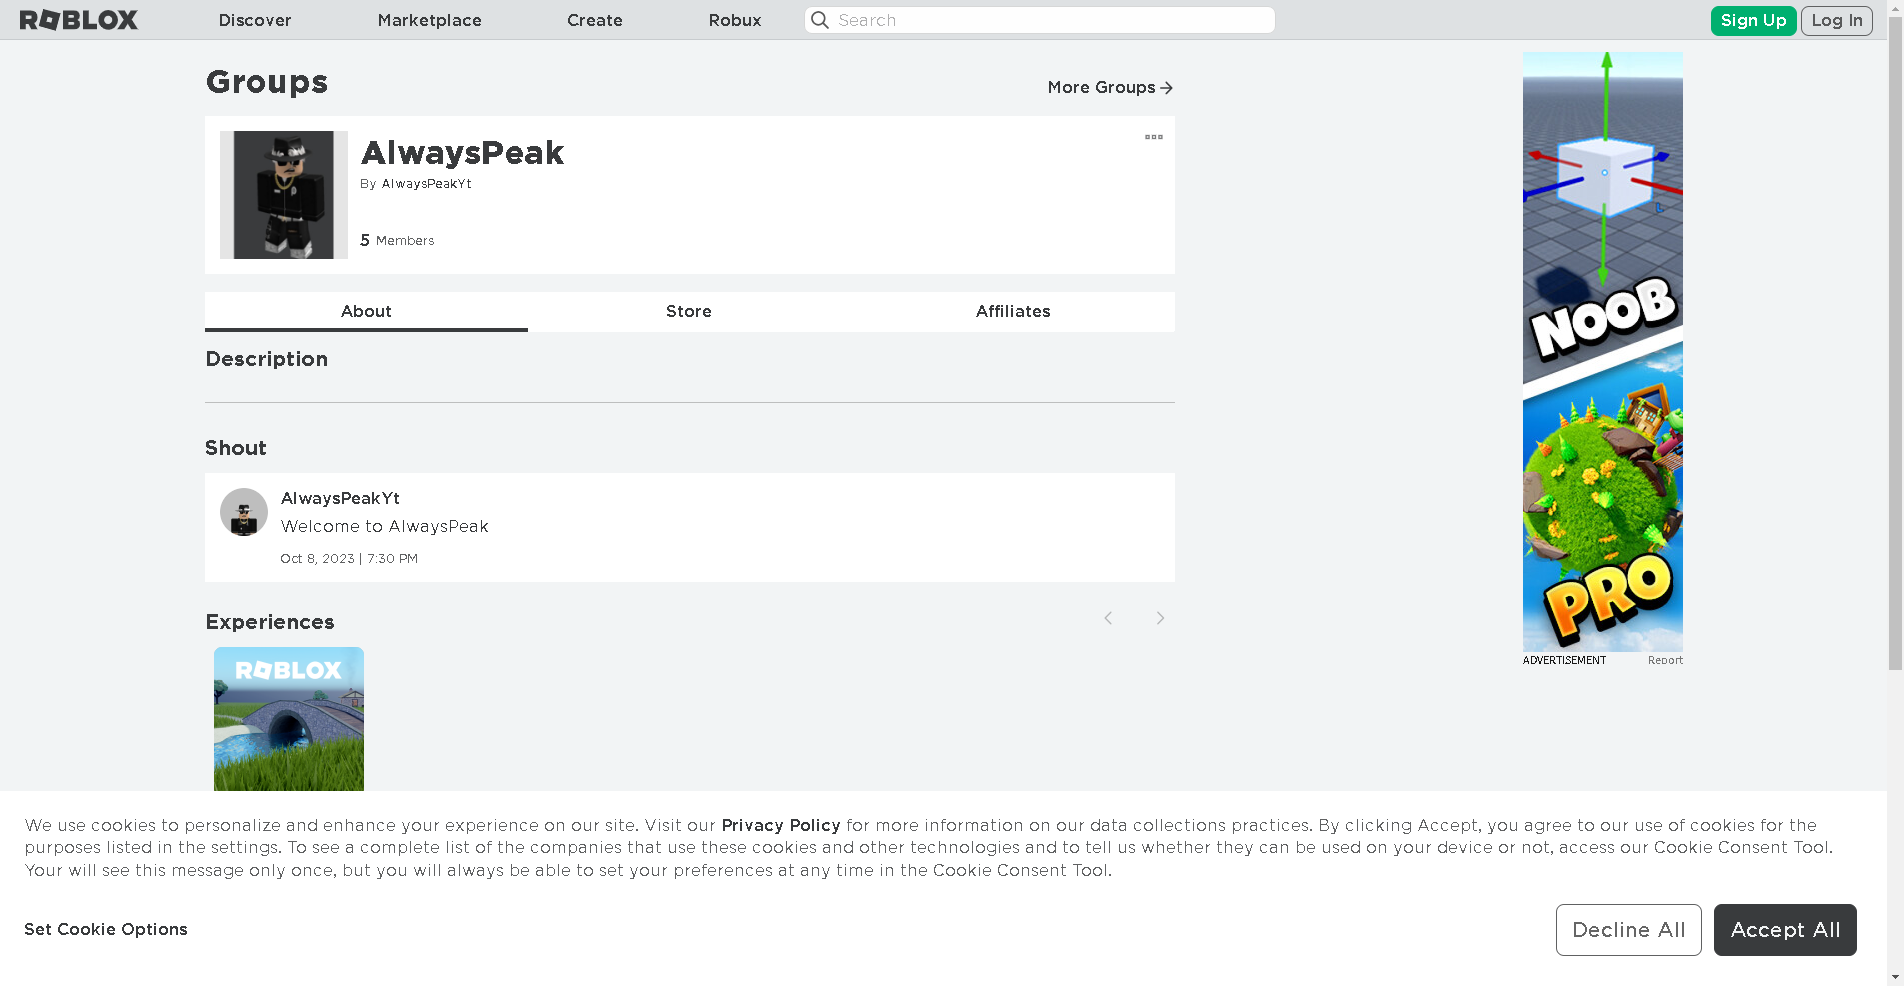 ROBLOX Discover Marketplace Create Robux Search Sign Up Log In
Groups
More Groups
AlwaysPeak
By AlwaysPeakYt
5 Members
About Store Affiliates
Description
Shout
AlwaysPeakYt
Welcome to AlwaysPeak
Oct 8, 2023 | 7:30 PM
Experiences
ROBLOX
NOOB
PRO
ADVERTISEMENT Report
We use cookies to personalize and enhance your experience on our site. Visit our Privacy Policy for more information on our data collections practices. By clicking Accept, you agree to our use of cookies for the
purposes listed in the settings. To see a complete list of the companies that use these cookies and other technologies and to tell us whether they can be used on your device or not, access our Cookie Consent Tool.
Your will see this message only once, but you will always be able to set your preferences at any time in the Cookie Consent Tool.
Set Cookie Options
Decline All
Accept All